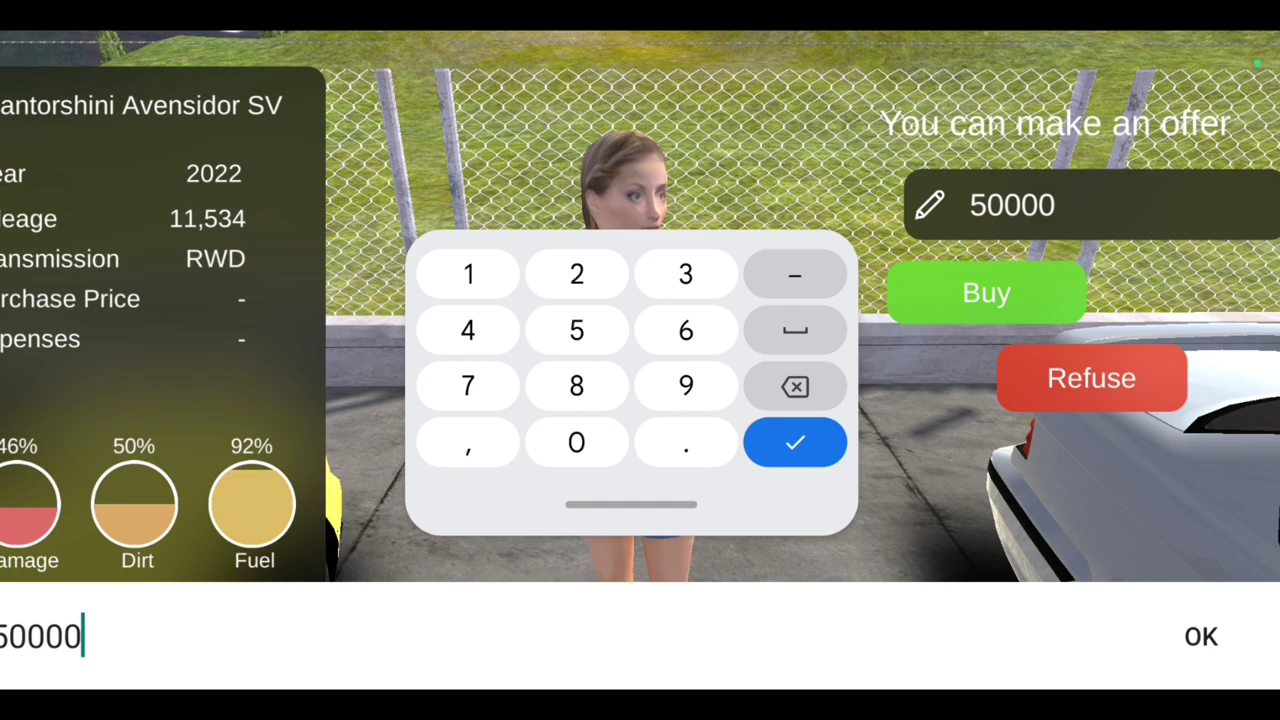 antorshini Avensidor SV
ear 2022
leage 11,534
ansmission RWD
rchase Price -
penses -
46% 50% 92%
amage Dirt Fuel
You can make an offer
50000
Buy
Refuse
1 2 3 –
4 5 6
7 8 9
, 0 .
50000
OK